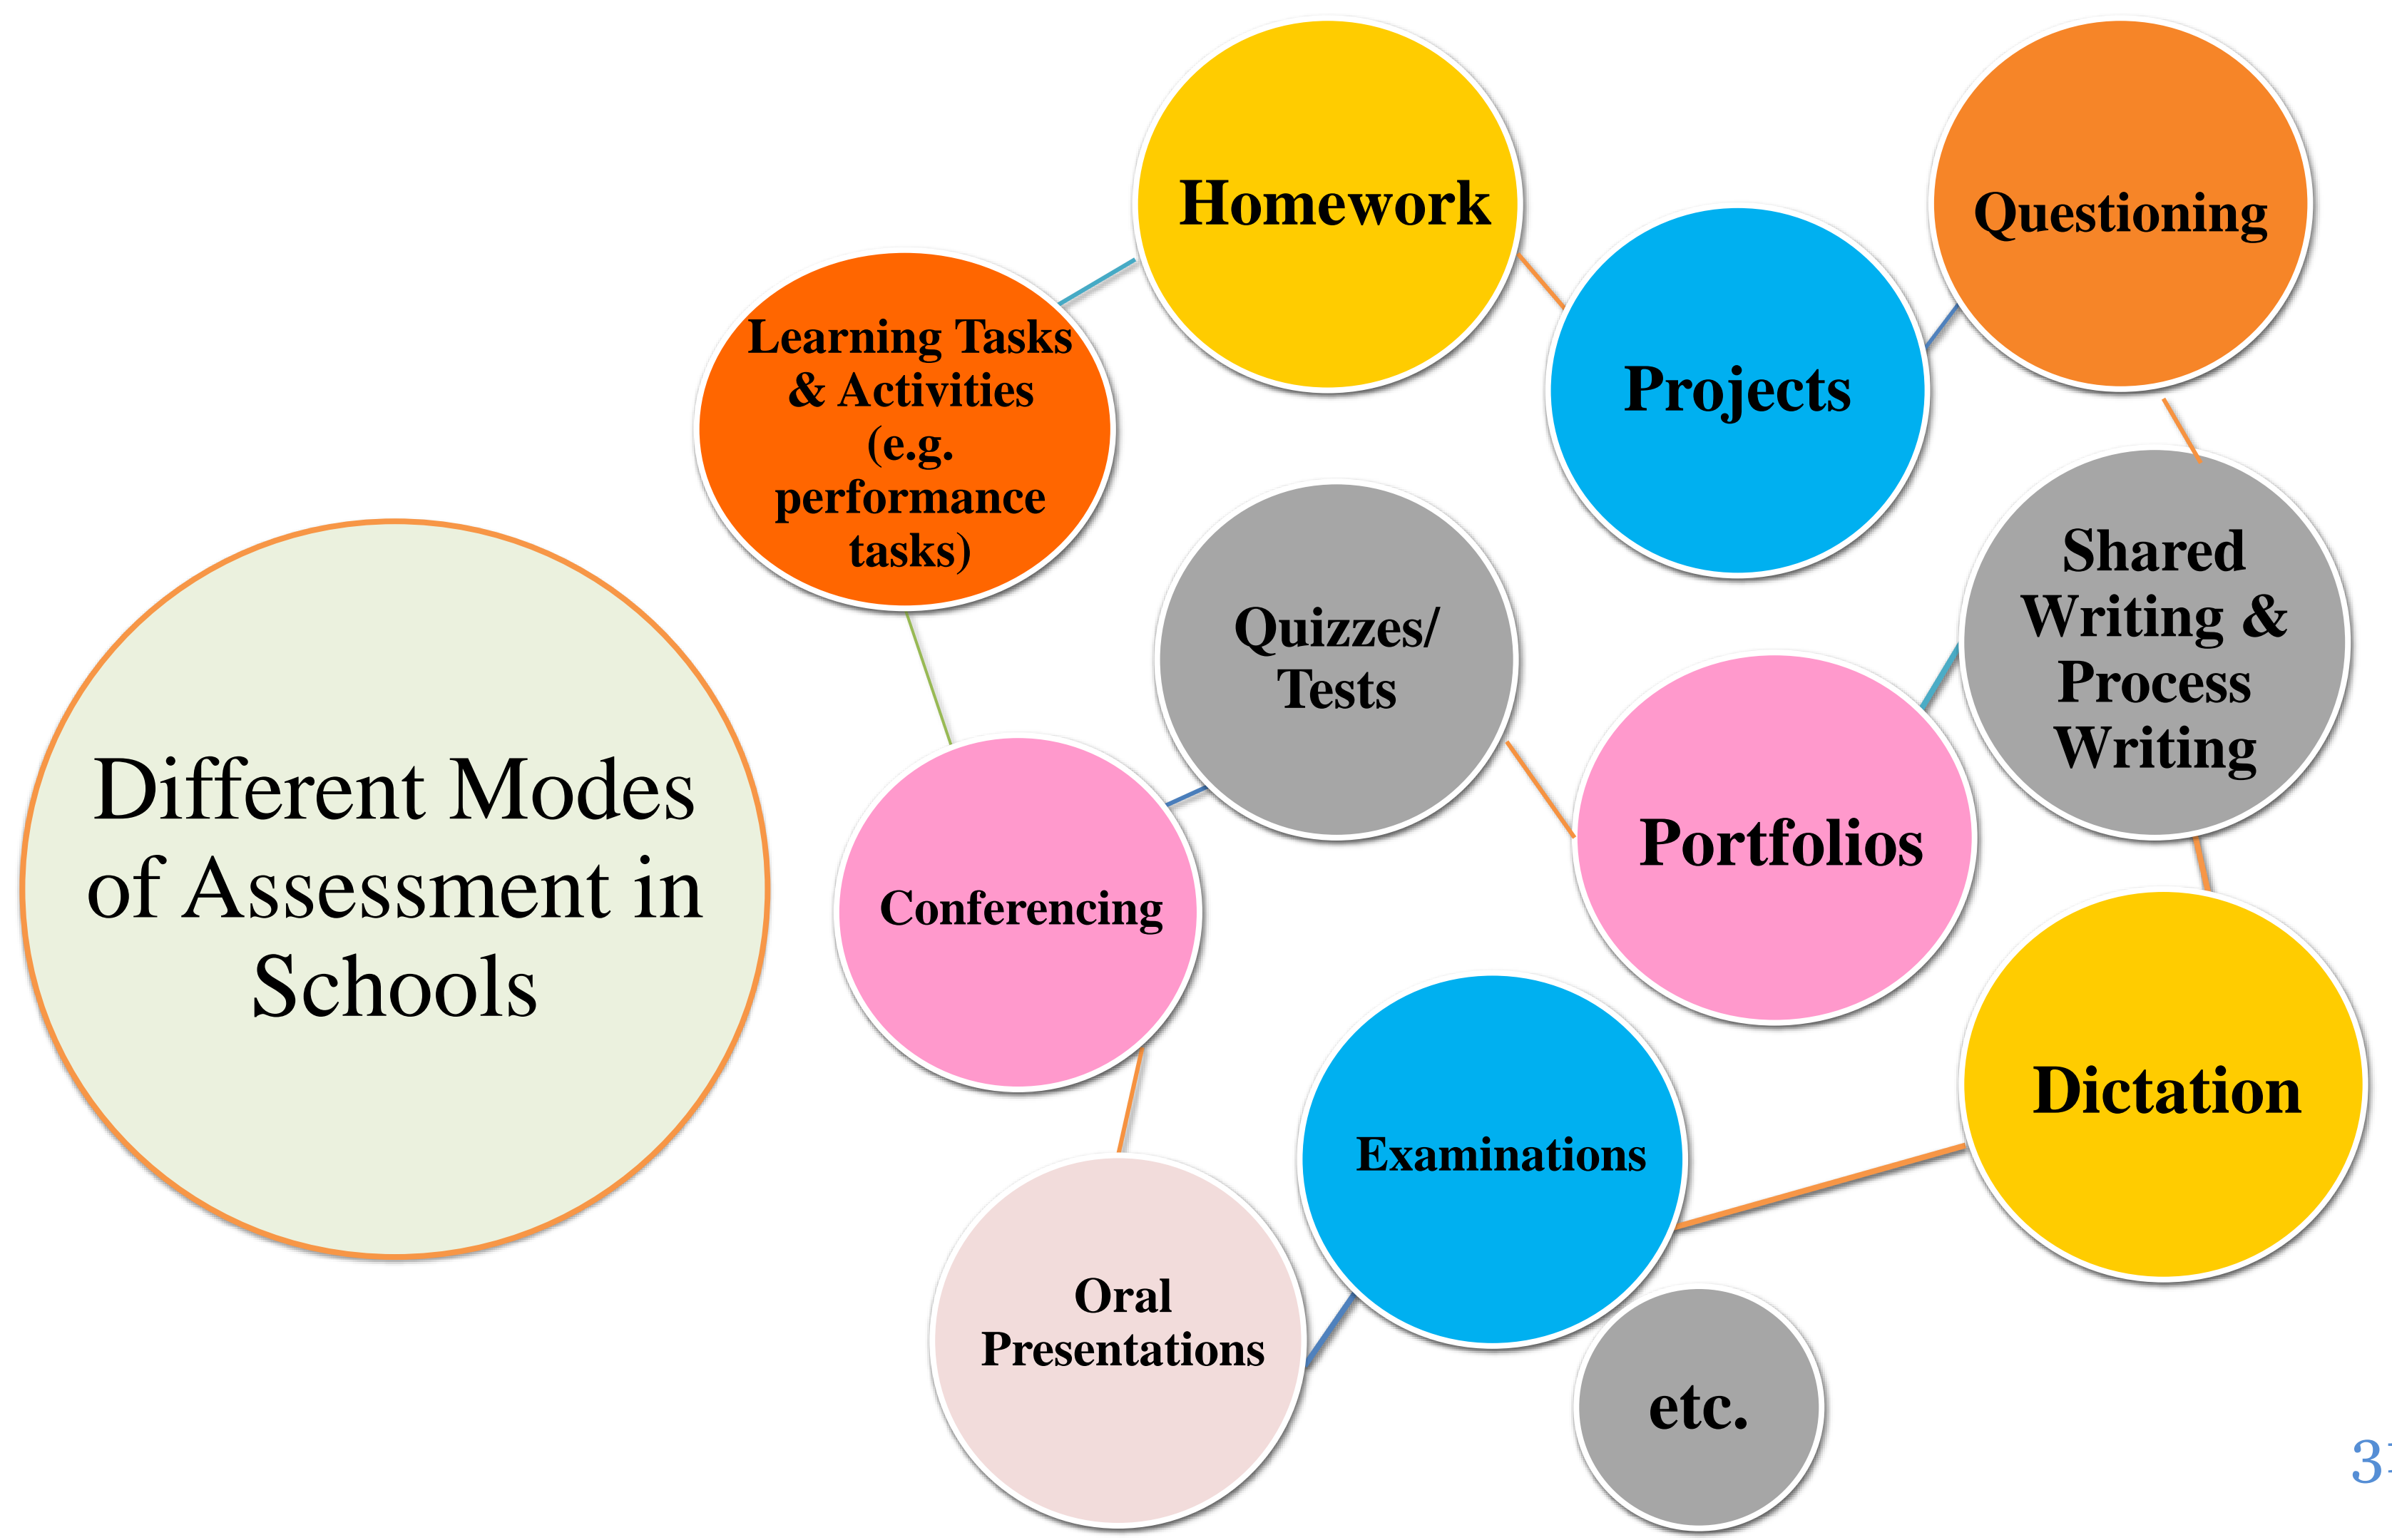 Different Modes
of Assessment in
Schools
Learning Tasks
& Activities
(e.g.
performance
tasks)
Homework
Projects
Questioning
Quizzes/
Tests
Shared
Writing &
Process
Writing
Portfolios
Conferencing
Dictation
Examinations
Oral
Presentations
etc.